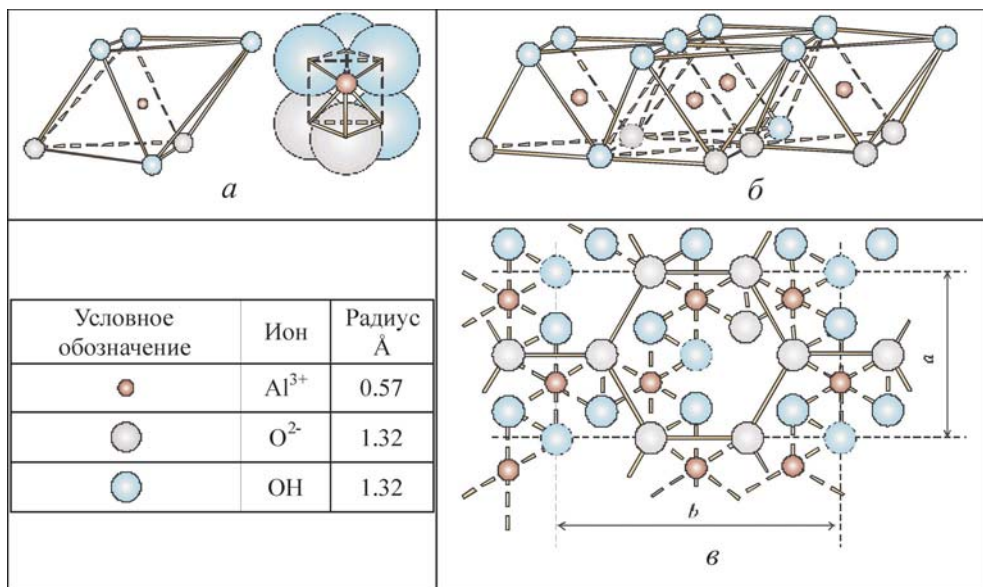 а
б
Условное обозначение
Ион
Радиус Å
Al³⁺
0.57
O²⁻
1.32
OH
1.32
a
b
в